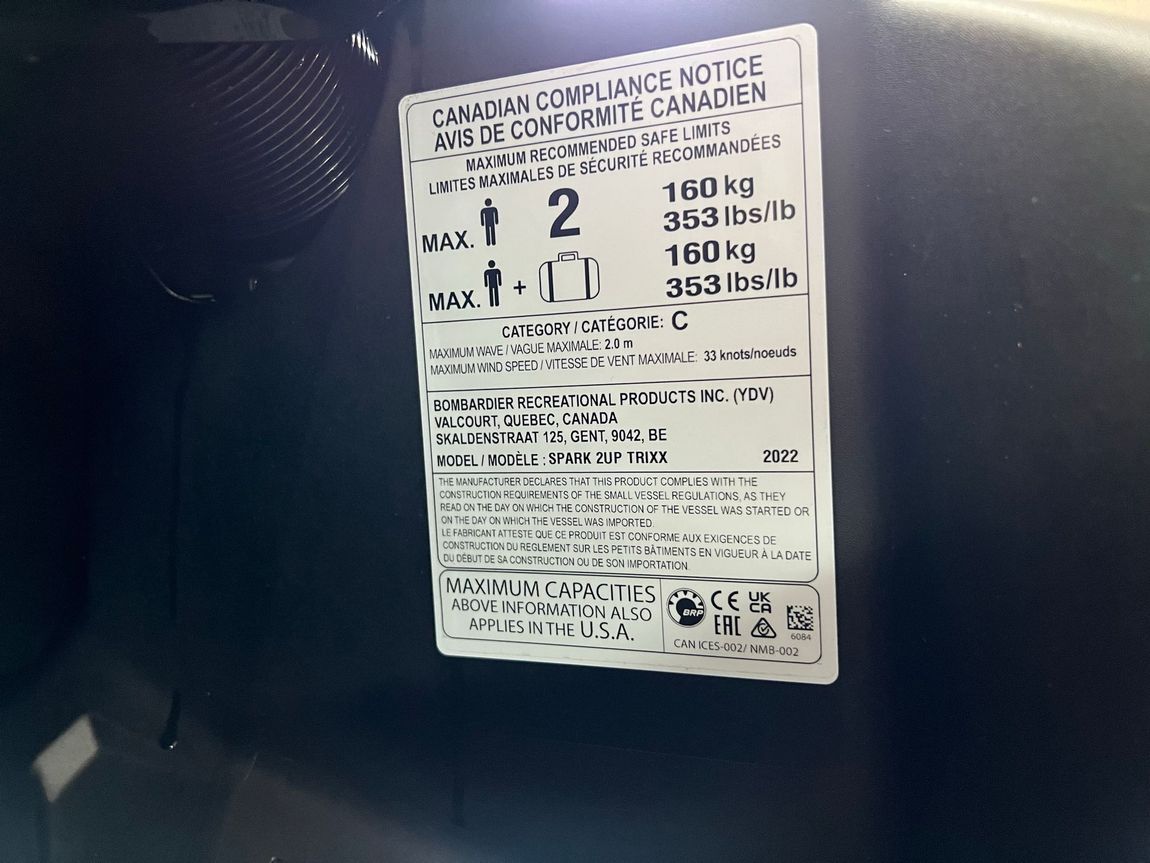 CANADIAN COMPLIANCE NOTICE
AVIS DE CONFORMITÉ CANADIEN
MAXIMUM RECOMMENDED SAFE LIMITS
LIMITES MAXIMALES DE SÉCURITÉ RECOMMANDÉES
MAX. 2 160 kg
353 lbs/lb
MAX. + 160 kg
353 lbs/lb
CATEGORY / CATÉGORIE: C
MAXIMUM WAVE / VAGUE MAXIMALE: 2.0 m
MAXIMUM WIND SPEED / VITESSE DE VENT MAXIMALE: 33 knots/noeuds
BOMBARDIER RECREATIONAL PRODUCTS INC. (YDV)
VALCOURT, QUEBEC, CANADA
SKALDENSTRAAT 125, GENT, 9042, BE
MODEL / MODÈLE : SPARK 2UP TRIXX 2022
THE MANUFACTURER DECLARES THAT THIS PRODUCT COMPLIES WITH THE
CONSTRUCTION REQUIREMENTS OF THE SMALL VESSEL REGULATIONS, AS THEY
READ ON THE DAY ON WHICH THE CONSTRUCTION OF THE VESSEL WAS STARTED OR
ON THE DAY ON WHICH THE VESSEL WAS IMPORTED.
LE FABRICANT ATTESTE QUE CE PRODUIT EST CONFORME AUX EXIGENCES DE
CONSTRUCTION DU REGLEMENT SUR LES PETITS BÂTIMENTS EN VIGUEUR À LA DATE
DU DÉBUT DE SA CONSTRUCTION OU DE SON IMPORTATION.
MAXIMUM CAPACITIES
ABOVE INFORMATION ALSO
APPLIES IN THE U.S.A.
BRP CE UK
CA
EAC
6084
CAN ICES-002/ NMB-002